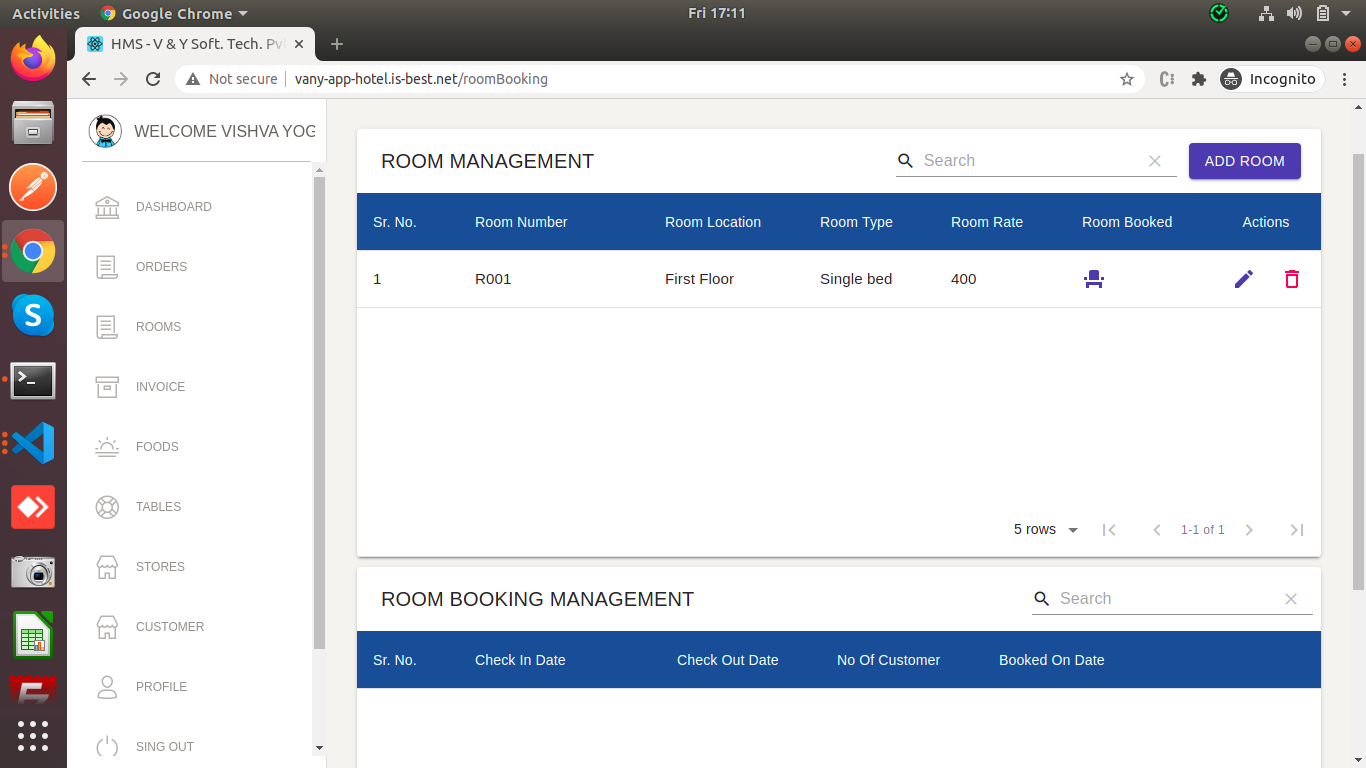 Activities
Google Chrome
Fri 17:11
HMS - V & Y Soft. Tech. Pvt
Not secure
vany-app-hotel.is-best.net/roomBooking
Incognito
WELCOME VISHVA YOG
DASHBOARD
ORDERS
ROOMS
INVOICE
FOODS
TABLES
STORES
CUSTOMER
PROFILE
SING OUT
ROOM MANAGEMENT
Search
ADD ROOM
Sr. No. Room Number Room Location Room Type Room Rate Room Booked Actions
1 R001 First Floor Single bed 400
5 rows 1-1 of 1
ROOM BOOKING MANAGEMENT
Search
Sr. No. Check In Date Check Out Date No Of Customer Booked On Date